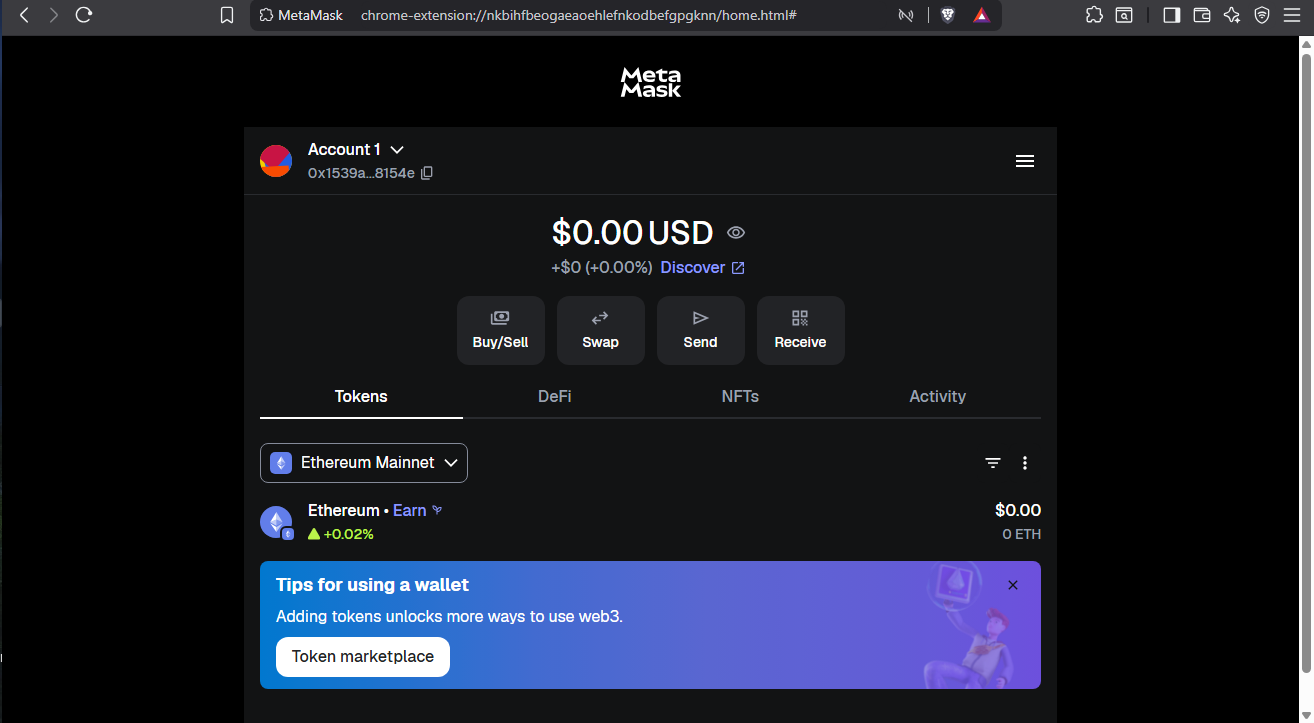 MetaMask chrome-extension://nkbihfbeogaeaoehlefnkodbefgpgknn/home.html#
Meta
Mask
Account 1
0x1539a...8154e
$0.00 USD
+$0 (+0.00%) Discover
Buy/Sell Swap Send Receive
Tokens DeFi NFTs Activity
Ethereum Mainnet
Ethereum • Earn $0.00
+0.02% 0 ETH
Tips for using a wallet
Adding tokens unlocks more ways to use web3.
Token marketplace